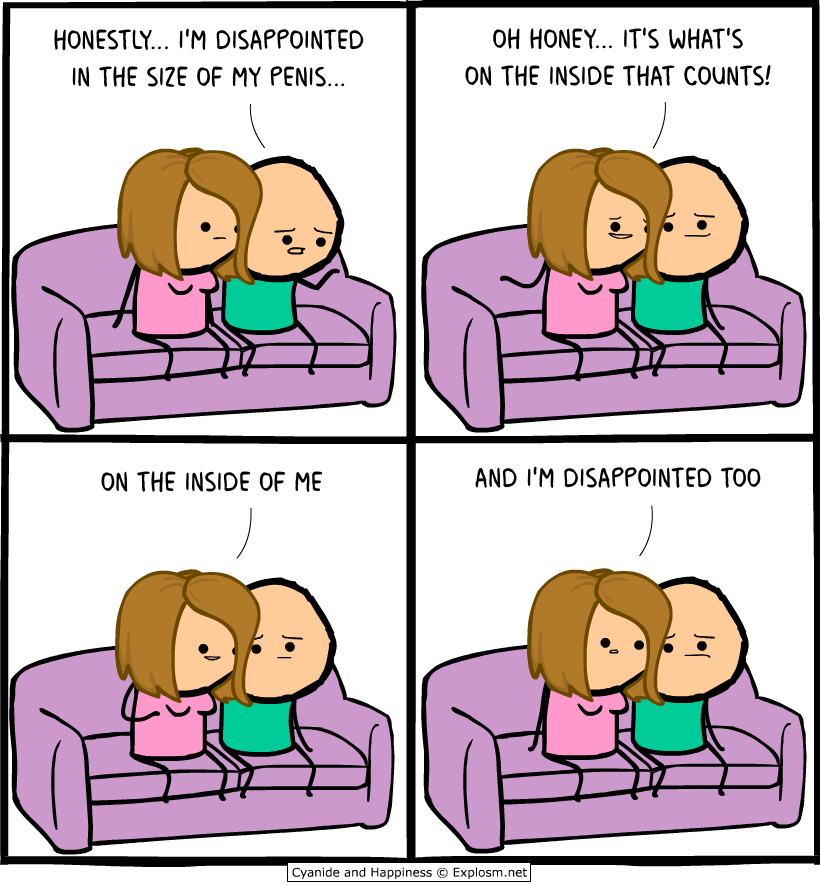 HONESTLY... I'M DISAPPOINTED
IN THE SIZE OF MY PENIS...
OH HONEY... IT'S WHAT'S
ON THE INSIDE THAT COUNTS!
ON THE INSIDE OF ME
AND I'M DISAPPOINTED TOO
Cyanide and Happiness © Explosm.net